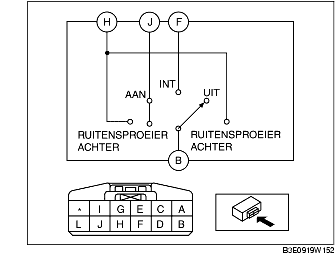 H J F
INT
AAN UIT
RUITENSPROEIER
ACHTER
RUITENSPROEIER
ACHTER
B
* I G E C A
L J H F D B
B3E0919W152